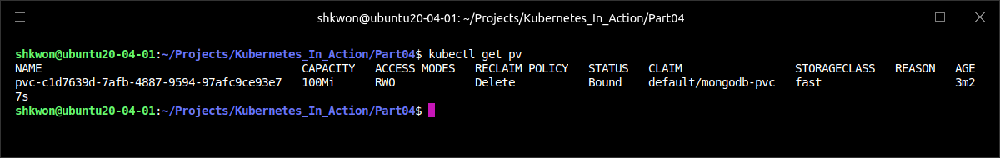 shkwon@ubuntu20-04-01: ~/Projects/Kubernetes_In_Action/Part04
shkwon@ubuntu20-04-01:~/Projects/Kubernetes_In_Action/Part04$ kubectl get pv
NAME CAPACITY ACCESS MODES RECLAIM POLICY STATUS CLAIM STORAGECLASS REASON AGE
pvc-c1d7639d-7afb-4887-9594-97afc9ce93e7 100Mi RWO Delete Bound default/mongodb-pvc fast 3m2
7s
shkwon@ubuntu20-04-01:~/Projects/Kubernetes_In_Action/Part04$